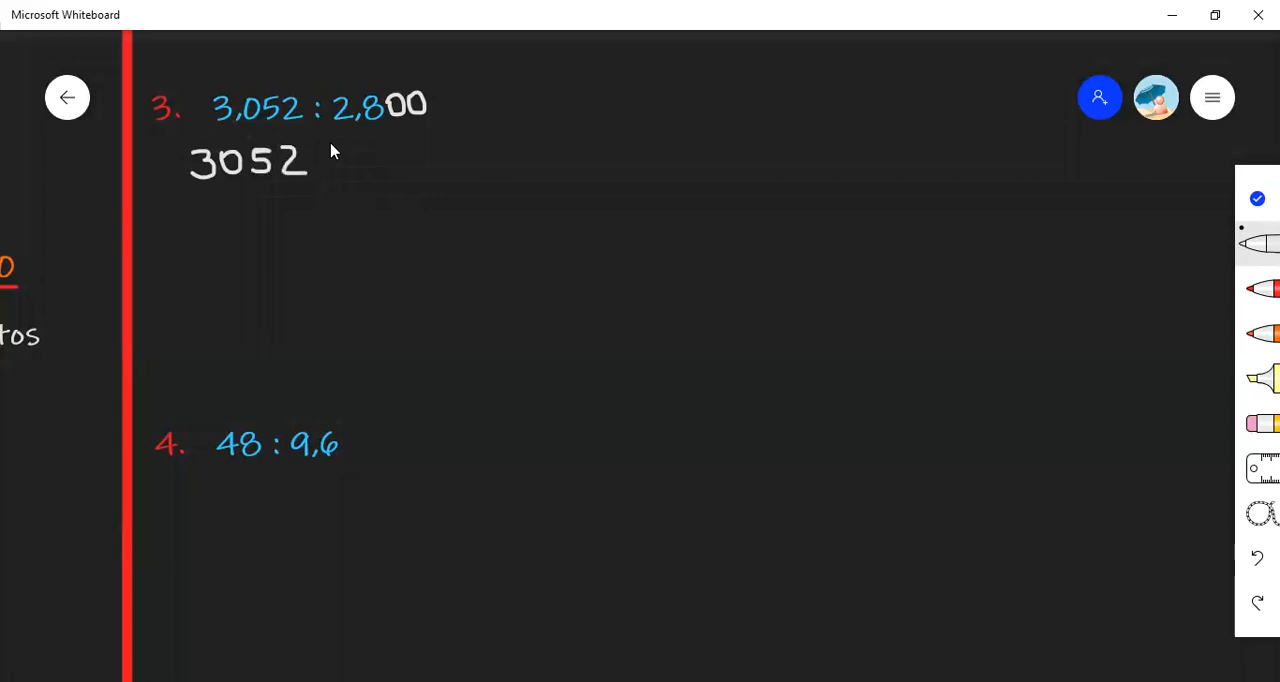 Microsoft Whiteboard
3. 3,052 : 2,800
3052
0
tos
4. 48 : 9,6